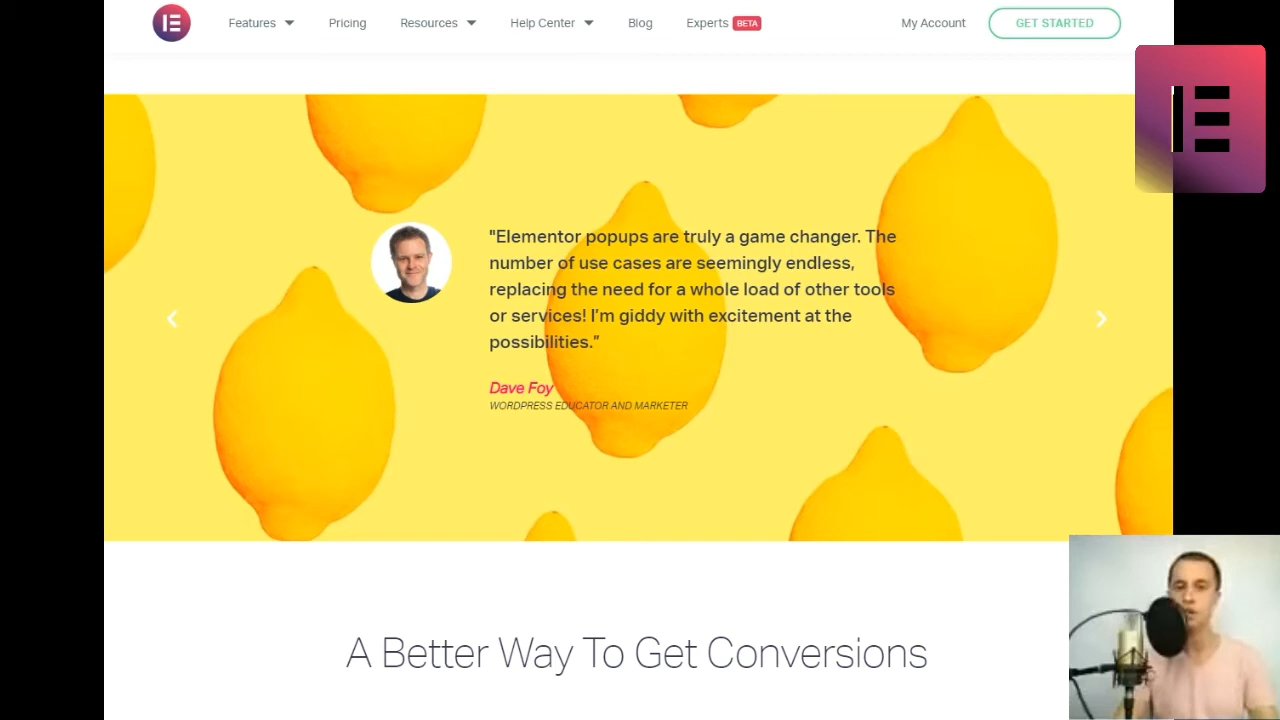 Features
Pricing
Resources
Help Center
Blog
Experts BETA
My Account
GET STARTED
"Elementor popups are truly a game changer. The
number of use cases are seemingly endless,
replacing the need for a whole load of other tools
or services! I'm giddy with excitement at the
possibilities."
Dave Foy
WORDPRESS EDUCATOR AND MARKETER
A Better Way To Get Conversions